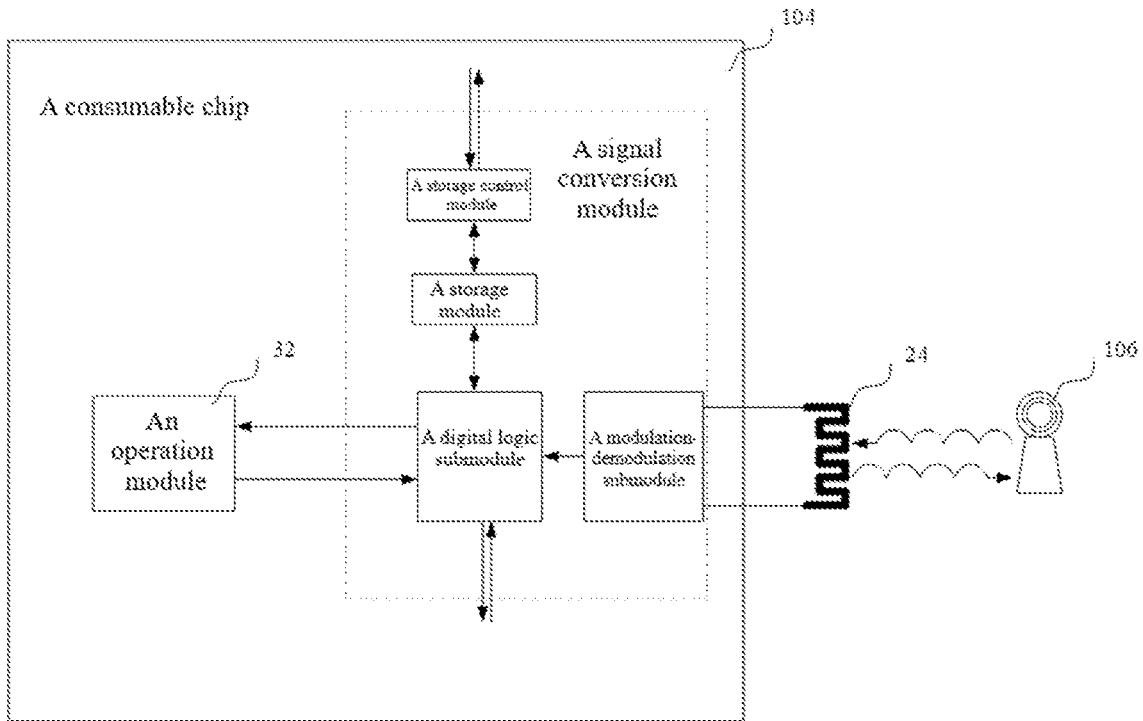 104
A consumable chip
A signal
conversion
module
A storage control
module
A storage
module
32
24
106
An
operation
module
A digital logic
submodule
A modulation-
demodulation
submodule